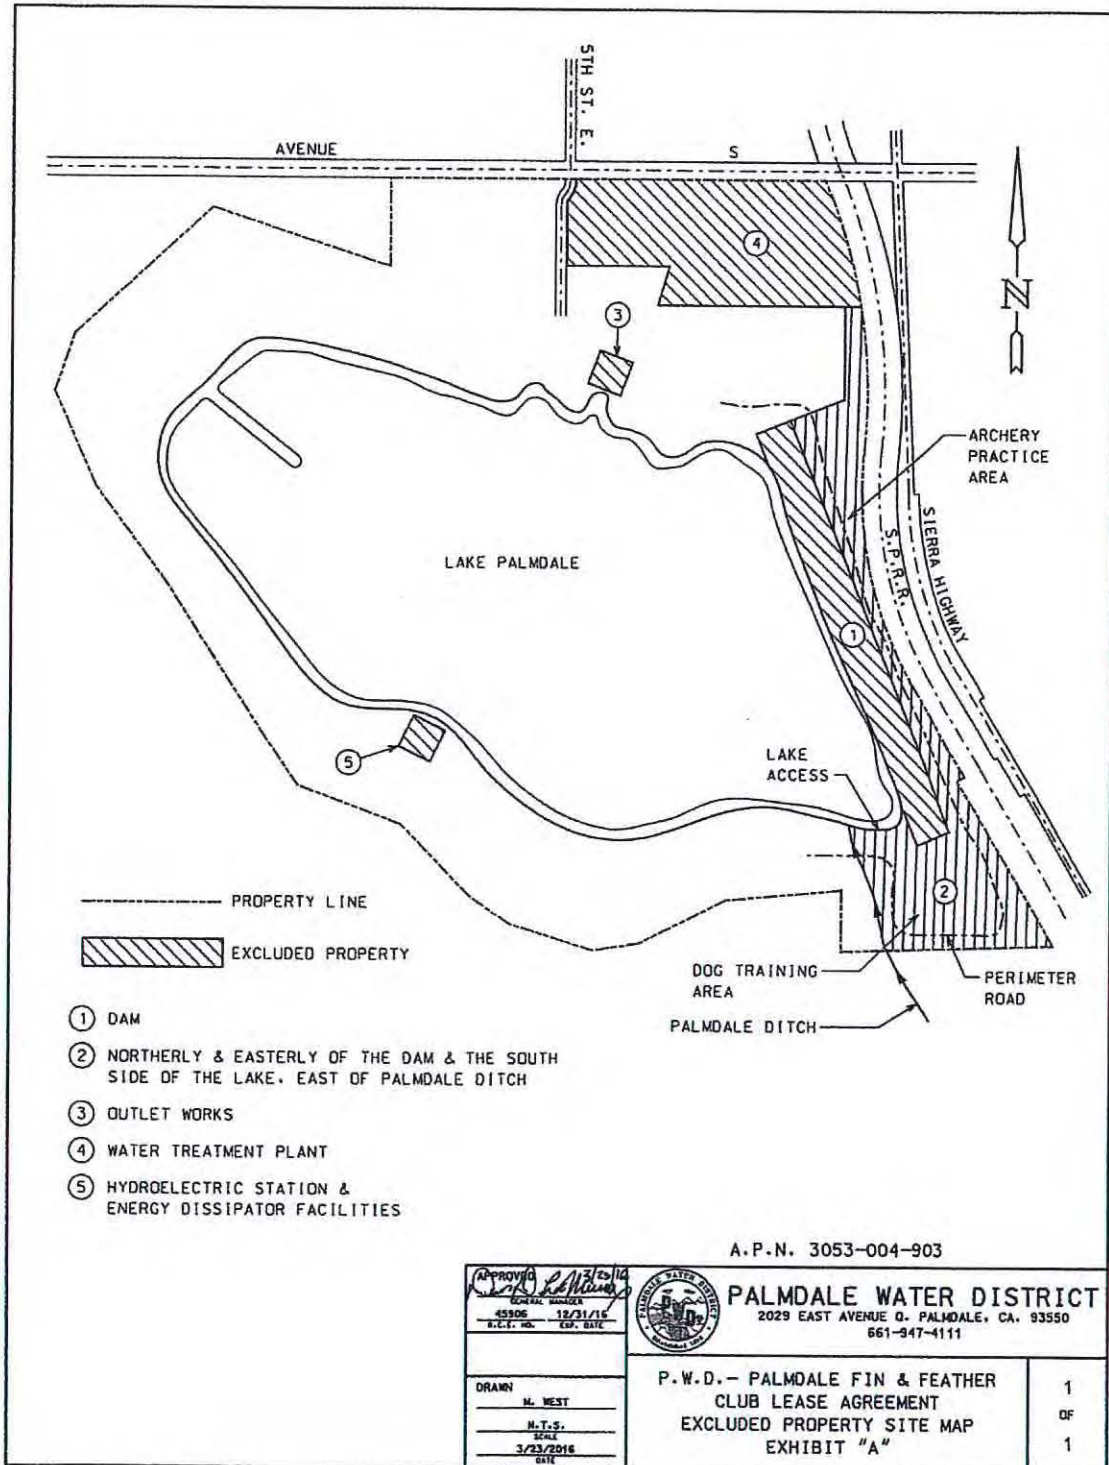 5TH ST. E.
AVENUE
S
4
N
3
ARCHERY
PRACTICE
AREA
LAKE PALMDALE
S.P.R.R.
SIERRA HIGHWAY
1
5
LAKE
ACCESS
2
PROPERTY LINE
EXCLUDED PROPERTY
DOG TRAINING
AREA
PERIMETER
ROAD
PALMDALE DITCH
1 DAM
2 NORTHERLY & EASTERLY OF THE DAM & THE SOUTH
SIDE OF THE LAKE. EAST OF PALMDALE DITCH
3 OUTLET WORKS
4 WATER TREATMENT PLANT
5 HYDROELECTRIC STATION &
ENERGY DISSIPATOR FACILITIES
A.P.N. 3053-004-903
APPROVED
GENERAL MANAGER
45906 12/31/16
R.C.E. NO. EXP. DATE
DRAWN
M. WEST
N.T.S.
SCALE
3/23/2016
DATE
PALMDALE WATER DISTRICT
PALMDALE WATER DISTRICT
2029 EAST AVENUE Q. PALMDALE, CA. 93550
661-947-4111
P.W.D.- PALMDALE FIN & FEATHER
CLUB LEASE AGREEMENT
EXCLUDED PROPERTY SITE MAP
EXHIBIT "A"
1
OF
1